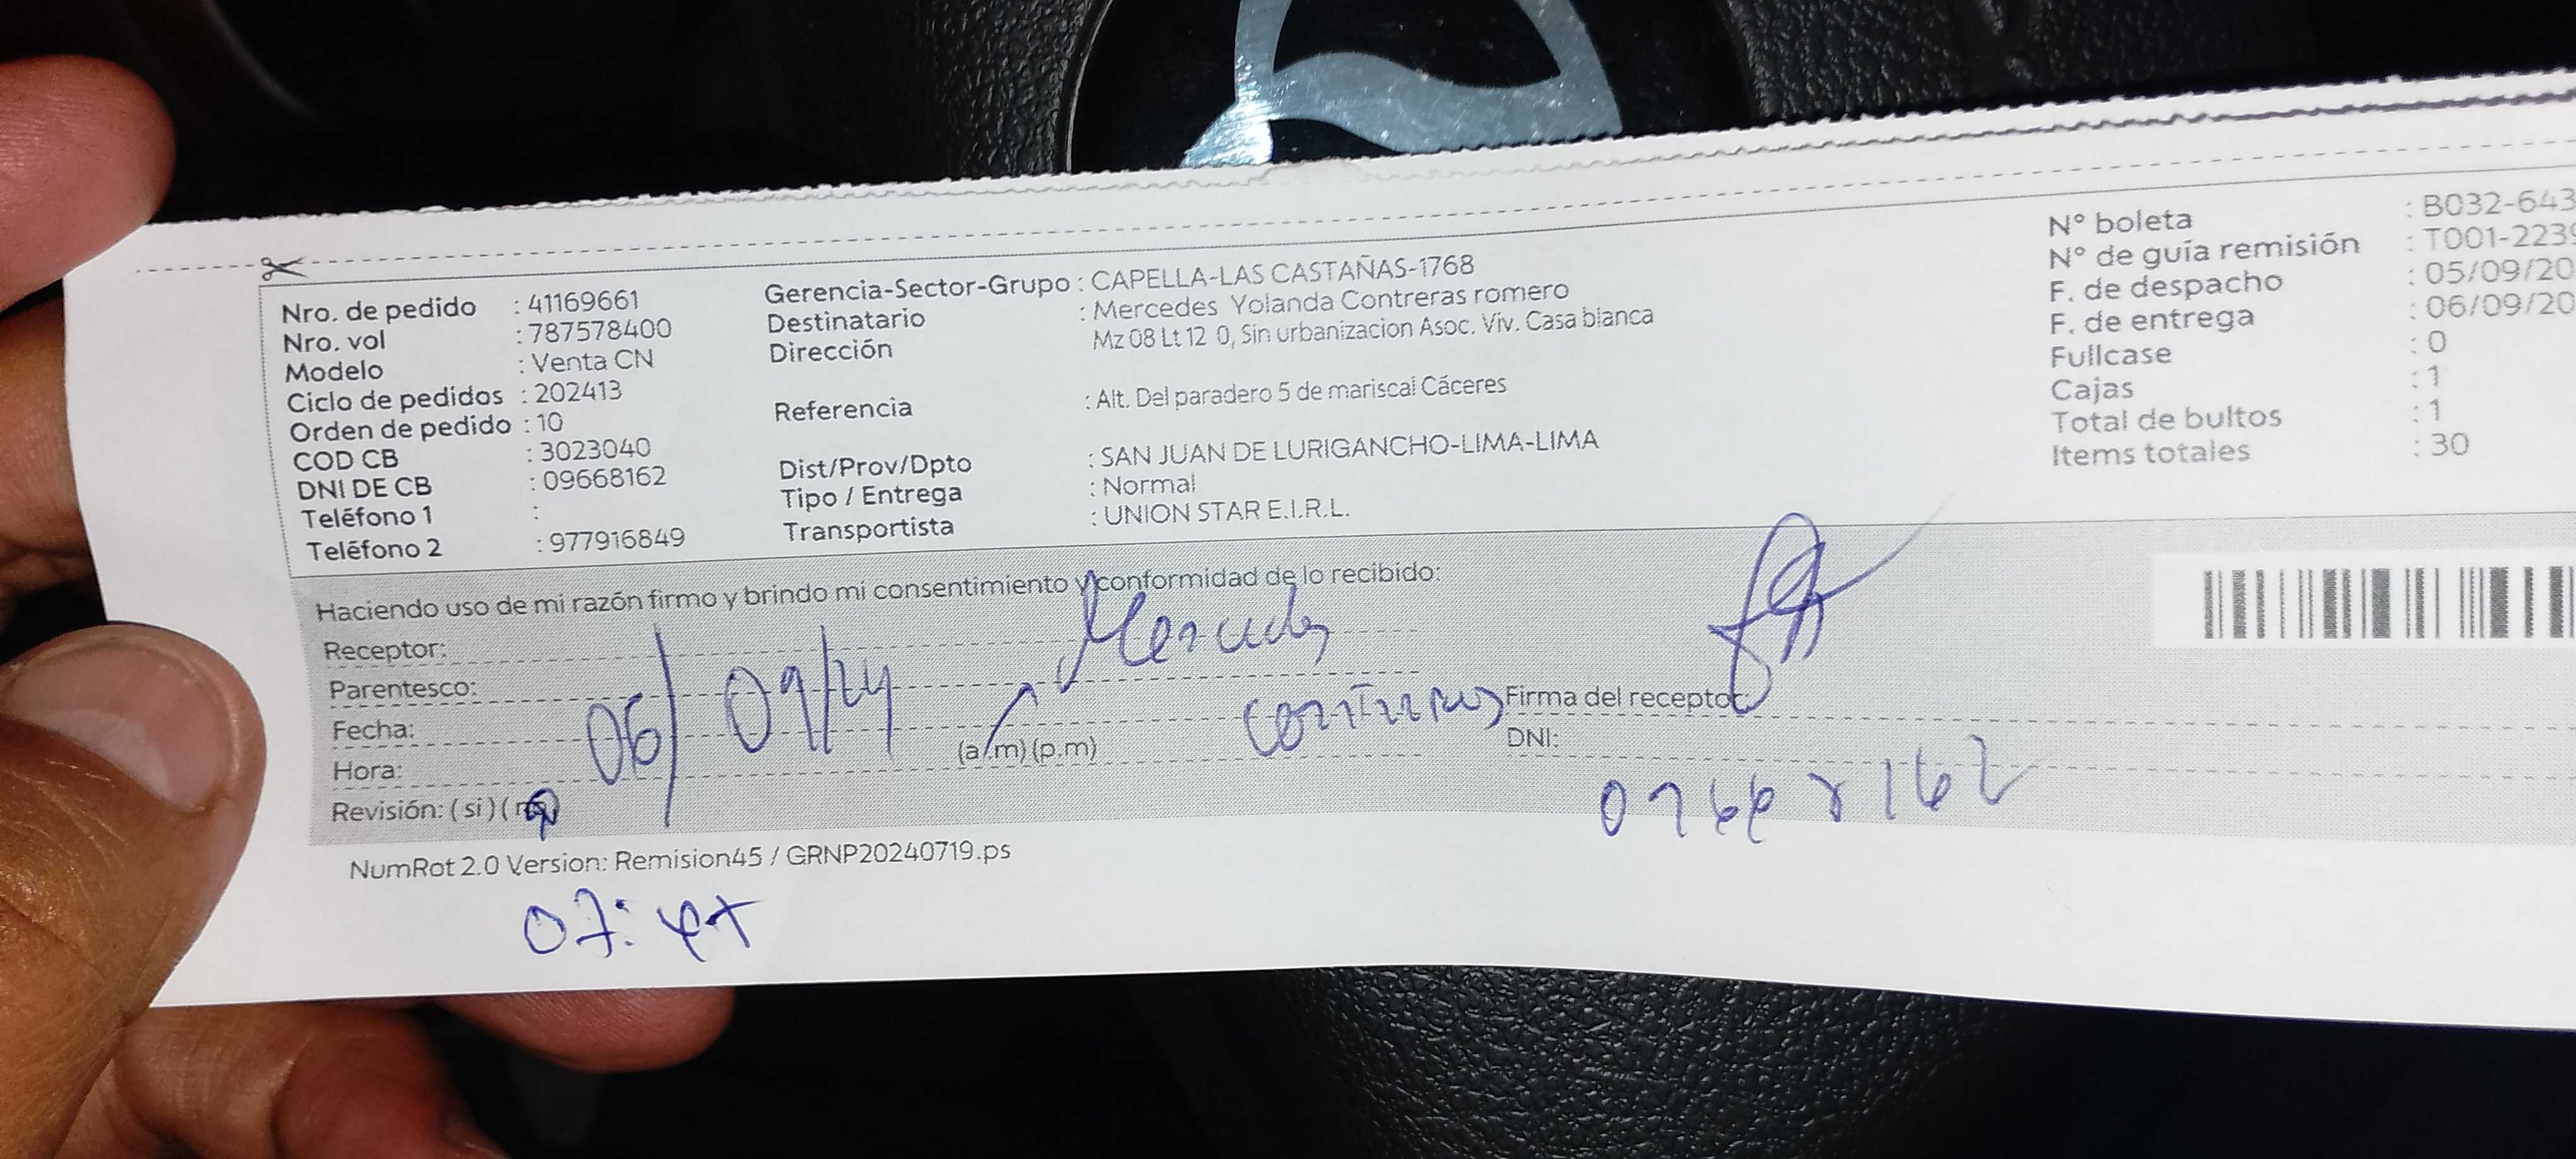 Nro. de pedido : 41169661
Nro. vol : 787578400
Modelo : Venta CN
Ciclo de pedidos : 202413
Orden de pedido : 10
COD CB : 3023040
DNI DE CB : 09668162
Teléfono 1 :
Teléfono 2 : 977916849
Gerencia-Sector-Grupo : CAPELLA-LAS CASTAÑAS-1768
Destinatario : Mercedes Yolanda Contreras romero
Dirección Mz 08 Lt 12 0, Sin urbanizacion Asoc. Viv. Casa blanca
Referencia : Alt. Del paradero 5 de mariscal Cáceres
Dist/Prov/Dpto : SAN JUAN DE LURIGANCHO-LIMA-LIMA
Tipo / Entrega : Normal
Transportista : UNION STAR E.I.R.L.
N° boleta : B032-643
N° de guía remisión : T001-2239
F. de despacho : 05/09/20
F. de entrega : 06/09/20
Fullcase : 0
Cajas : 1
Total de bultos : 1
Items totales : 30
Haciendo uso de mi razón firmo y brindo mi consentimiento y conformidad de lo recibido:
Receptor: Mercedes
Parentesco:
Contreras
Firma del receptor:
Fecha: 06/09/24
Hora: (a.m) (p.m)
DNI: 09668162
Revisión: ( si ) ( no )
NumRot 2.0 Version: Remision45 / GRNP20240719.ps